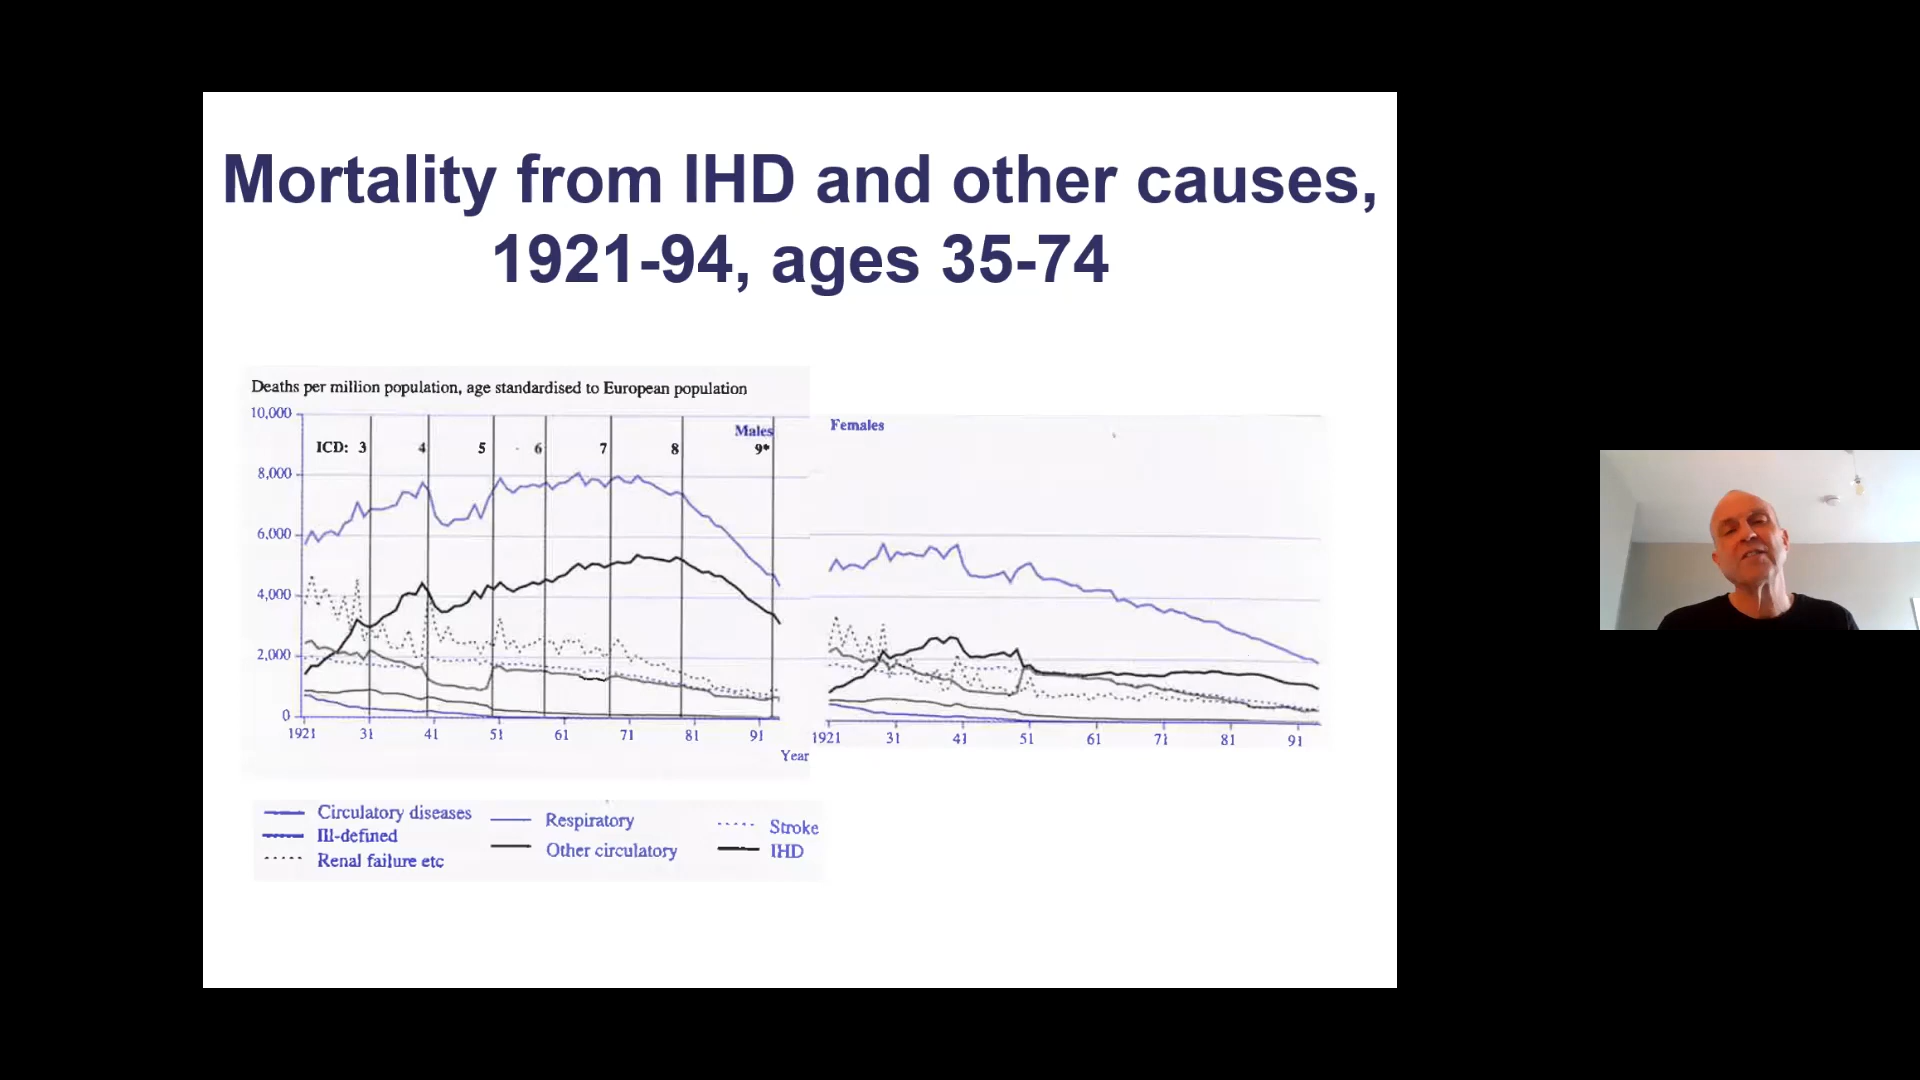 Mortality from IHD and other causes,
1921-94, ages 35-74
Deaths per million population, age standardised to European population
10,000
8,000
6,000
4,000
2,000
0
Males
ICD: 3 4 5 6 7 8 9*
1921 31 41 51 61 71 81 91
Year
Females
1921 31 41 51 61 71 81 91
Circulatory diseases
Ill-defined
Renal failure etc
Respiratory
Other circulatory
Stroke
IHD